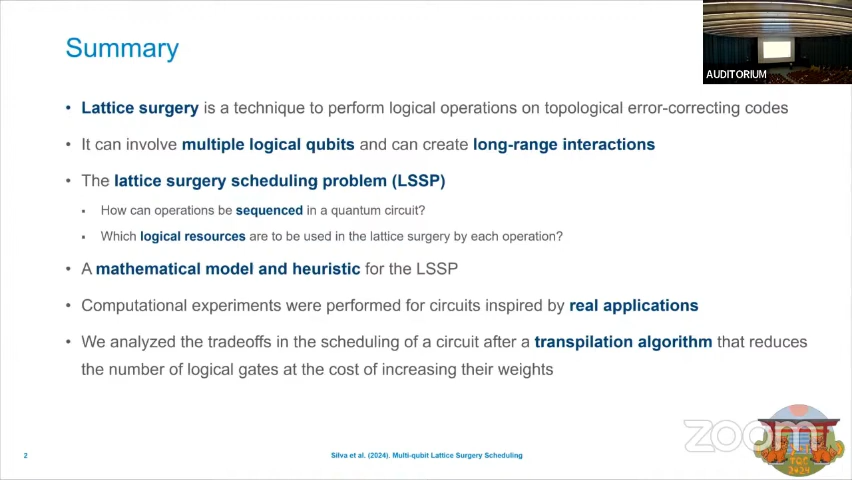 Summary
AUDITORIUM
• Lattice surgery is a technique to perform logical operations on topological error-correcting codes
• It can involve multiple logical qubits and can create long-range interactions
• The lattice surgery scheduling problem (LSSP)
▪ How can operations be sequenced in a quantum circuit?
▪ Which logical resources are to be used in the lattice surgery by each operation?
• A mathematical model and heuristic for the LSSP
• Computational experiments were performed for circuits inspired by real applications
• We analyzed the tradeoffs in the scheduling of a circuit after a transpilation algorithm that reduces
the number of logical gates at the cost of increasing their weights
zoom
TQC
2024
2
Silva et al. (2024). Multi-qubit Lattice Surgery Scheduling